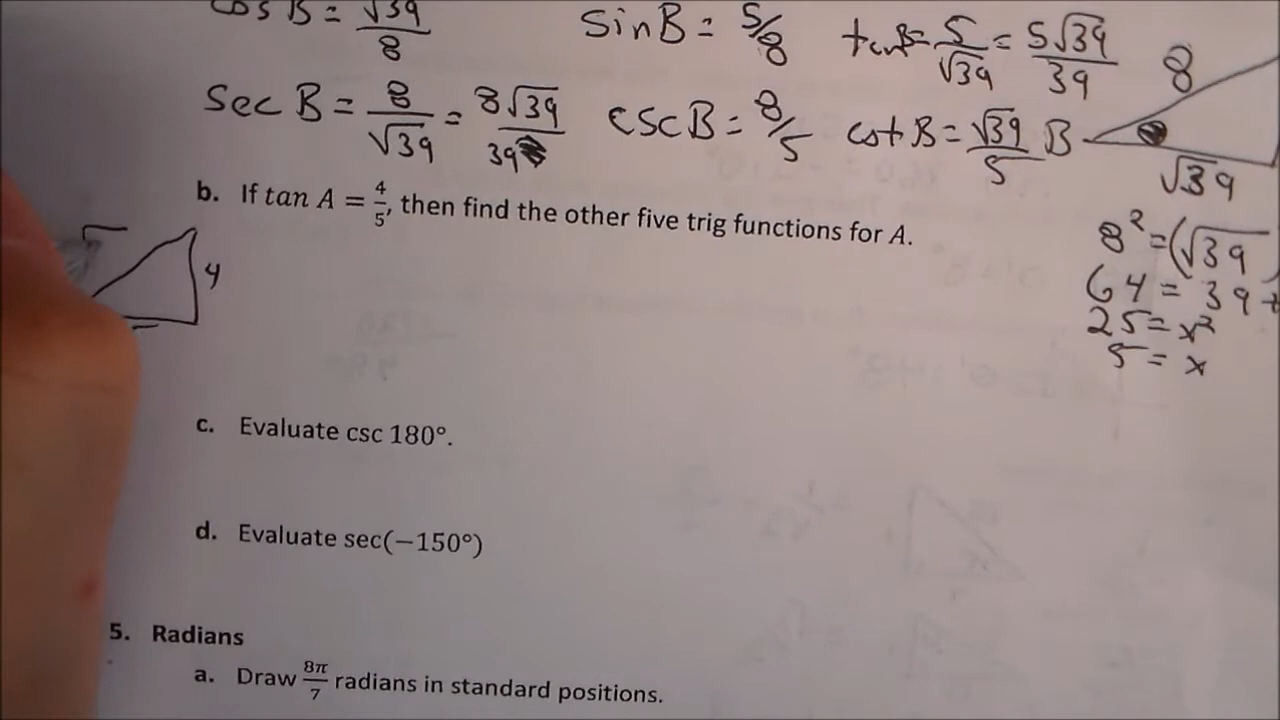 cos B = √39/8 sin B = 5/8 tan B = 5/√39 = 5√39/39 8
sec B = 8/√39 = 8√39/39 csc B = 8/5 cot B = √39/5 B
√39
b. If tan A = 4/5, then find the other five trig functions for A.
4
8² = (√39
64 = 39 +
25 = x²
5 = x
c. Evaluate csc 180°.
d. Evaluate sec(−150°)
5. Radians
a. Draw 8π/7 radians in standard positions.